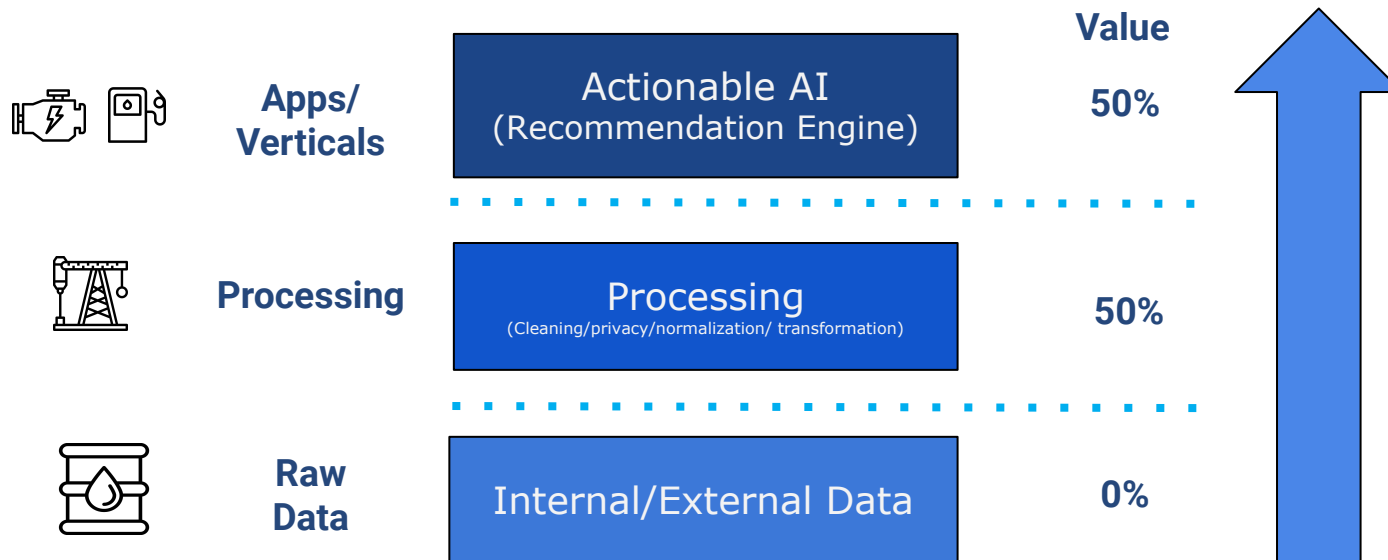 Value
Apps/
Verticals
Actionable AI
(Recommendation Engine)
50%
Processing
Processing
(Cleaning/privacy/normalization/ transformation)
50%
Raw
Data
Internal/External Data
0%